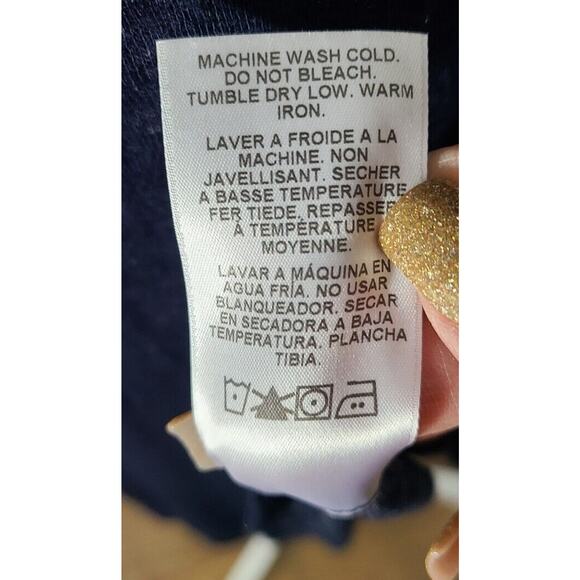 MACHINE WASH COLD.
DO NOT BLEACH.
TUMBLE DRY LOW. WARM
IRON.
LAVER A FROIDE A LA
MACHINE. NON
JAVELLISANT. SECHER
A BASSE TEMPERATURE
FER TIEDE. REPASSER
À TEMPÉRATURE
MOYENNE.
LAVAR A MÁQUINA EN
AGUA FRÍA. NO USAR
BLANQUEADOR. SECAR
EN SECADORA A BAJA
TEMPERATURA. PLANCHA
TIBIA.